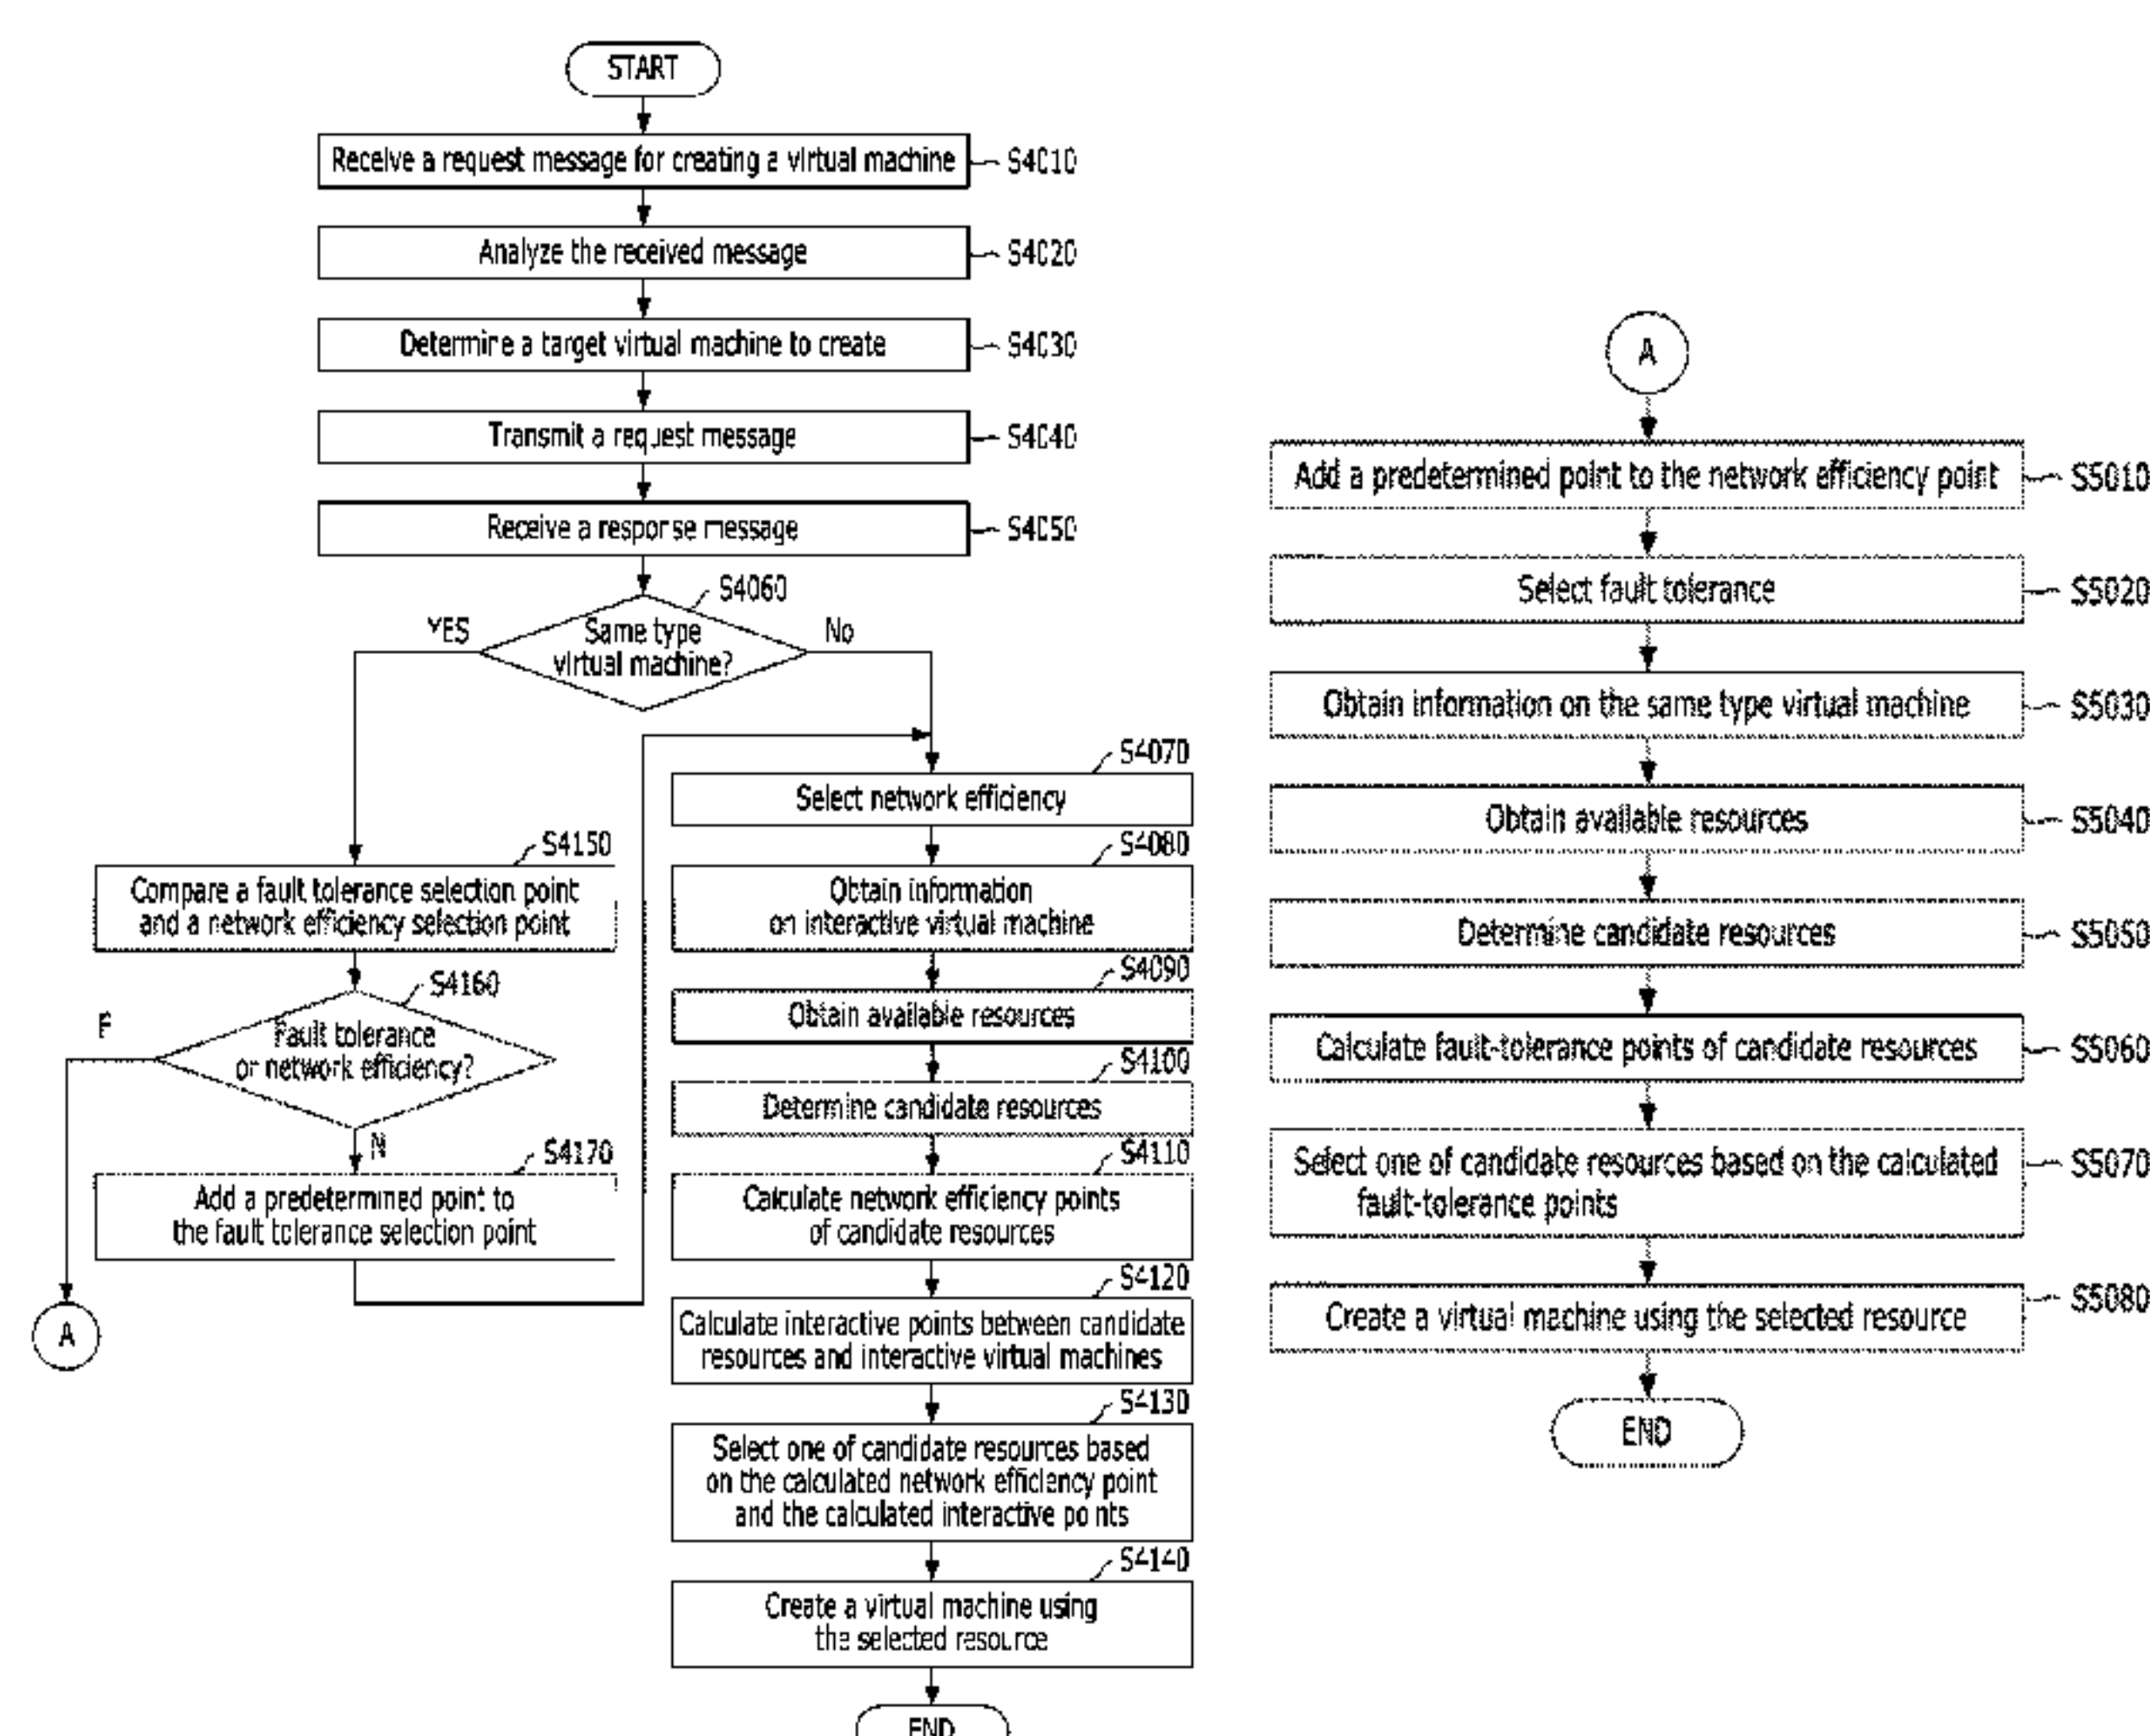 START
Receive a request message for creating a virtual machine
S4010
Analyze the received message
S4020
Determine a target virtual machine to create
S4030
Transmit a request message
S4040
Receive a response message
S4050
S4060
YES
Same type
virtual machine?
No
S4070
Select network efficiency
S4080
Obtain information
on interactive virtual machine
S4090
Obtain available resources
S4100
Determine candidate resources
S4110
Calculate network efficiency points
of candidate resources
S4120
Calculate interactive points between candidate
resources and interactive virtual machines
S4130
Select one of candidate resources based
on the calculated network efficiency point
and the calculated interactive points
S4140
Create a virtual machine using
the selected resource
END
S4150
Compare a fault tolerance selection point
and a network efficiency selection point
S4160
F
Fault tolerance
or network efficiency?
N
S4170
Add a predetermined point to
the fault tolerance selection point
A
A
Add a predetermined point to the network efficiency point
S5010
Select fault tolerance
S5020
Obtain information on the same type virtual machine
S5030
Obtain available resources
S5040
Determine candidate resources
S5050
Calculate fault-tolerance points of candidate resources
S5060
Select one of candidate resources based on the calculated
fault-tolerance points
S5070
Create a virtual machine using the selected resource
S5080
END